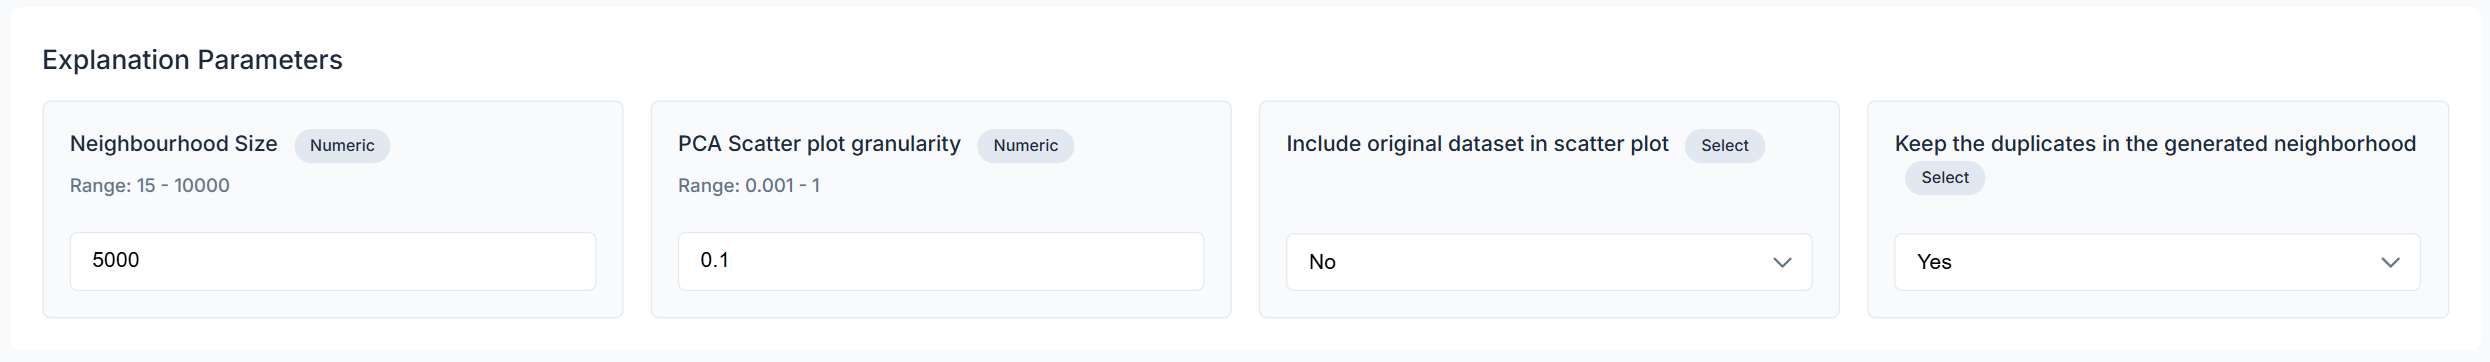 Explanation Parameters
Neighbourhood Size Numeric
Range: 15 - 10000
5000
PCA Scatter plot granularity Numeric
Range: 0.001 - 1
0.1
Include original dataset in scatter plot Select
No
Keep the duplicates in the generated neighborhood
Select
Yes